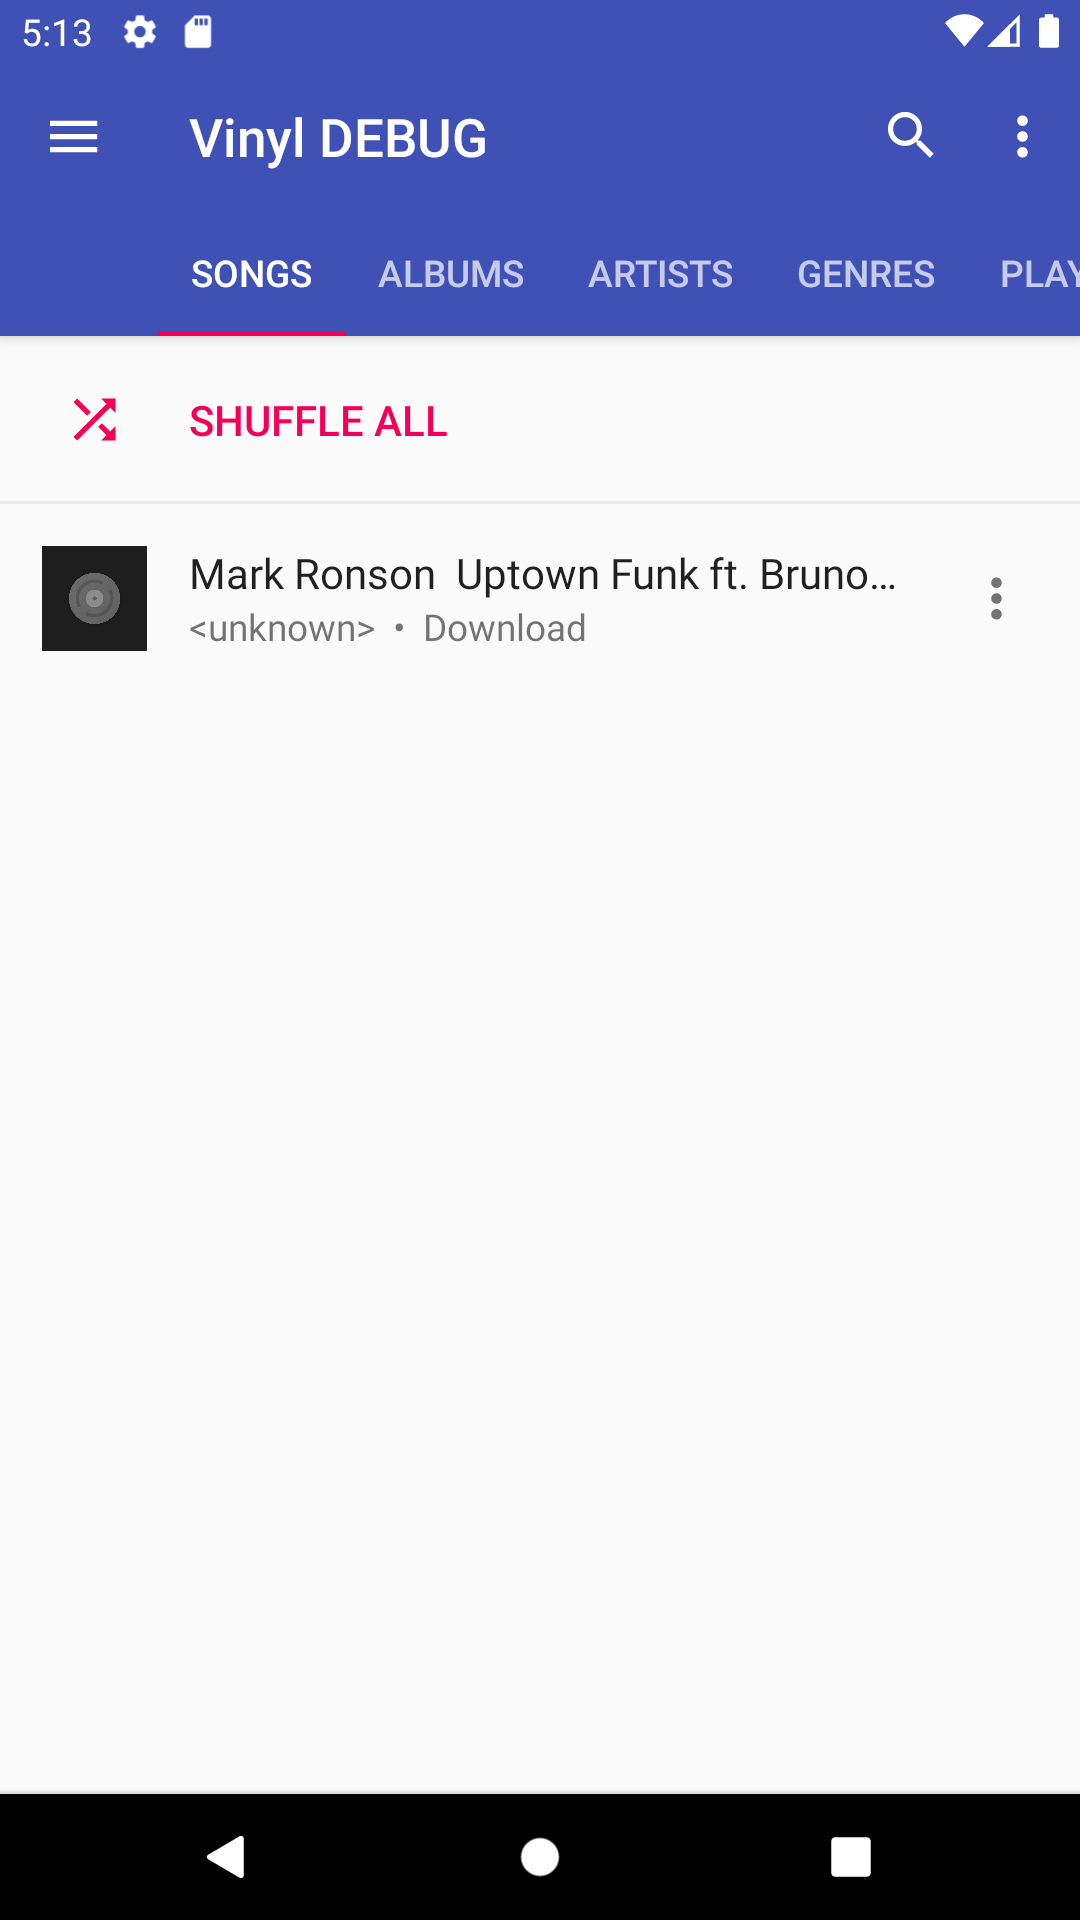 5:13
Vinyl DEBUG
SONGS ALBUMS ARTISTS GENRES PLAY
SHUFFLE ALL
Mark Ronson  Uptown Funk ft. Bruno...
<unknown> • Download